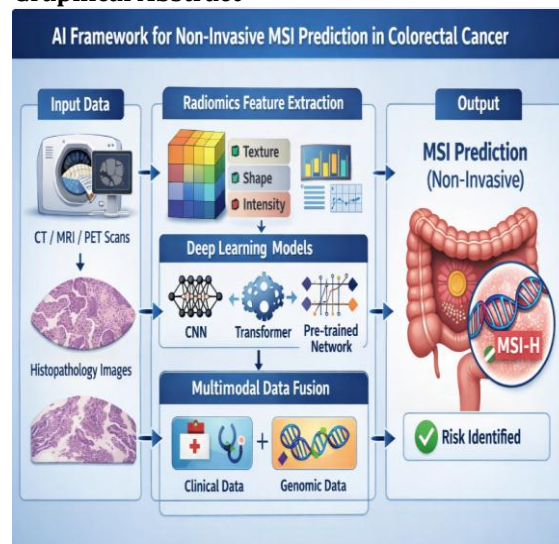 Graphical Abstract
AI Framework for Non-Invasive MSI Prediction in Colorectal Cancer
Input Data
CT / MRI / PET Scans
Histopathology Images
Radiomics Feature Extraction
Texture
Shape
Intensity
Deep Learning Models
CNN
Transformer
Pre-trained
Network
Multimodal Data Fusion
+
Clinical Data
Genomic Data
Output
MSI Prediction
(Non-Invasive)
MSI-H
Risk Identified